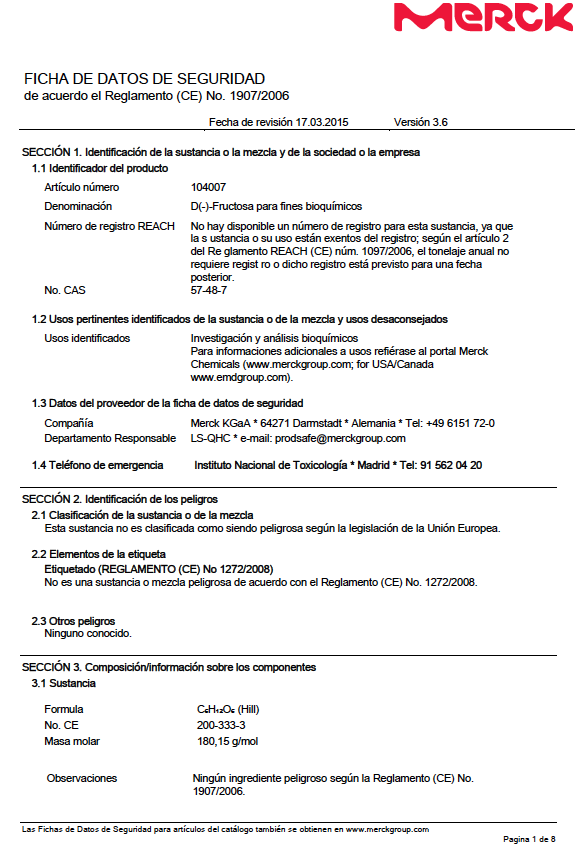 MERCK
FICHA DE DATOS DE SEGURIDAD
de acuerdo el Reglamento (CE) No. 1907/2006
Fecha de revisión 17.03.2015 Versión 3.6
SECCIÓN 1. Identificación de la sustancia o la mezcla y de la sociedad o la empresa
1.1 Identificador del producto
Artículo número 104007
Denominación D(-)-Fructosa para fines bioquímicos
Número de registro REACH No hay disponible un número de registro para esta sustancia, ya que
la s ustancia o su uso están exentos del registro; según el artículo 2
del Re glamento REACH (CE) núm. 1097/2006, el tonelaje anual no
requiere regist ro o dicho registro está previsto para una fecha
posterior.
No. CAS 57-48-7
1.2 Usos pertinentes identificados de la sustancia o de la mezcla y usos desaconsejados
Usos identificados Investigación y análisis bioquímicos
Para informaciones adicionales a usos refiérase al portal Merck
Chemicals (www.merckgroup.com; for USA/Canada
www.emdgroup.com).
1.3 Datos del proveedor de la ficha de datos de seguridad
Compañía Merck KGaA * 64271 Darmstadt * Alemania * Tel: +49 6151 72-0
Departamento Responsable LS-QHC * e-mail: prodsafe@merckgroup.com
1.4 Teléfono de emergencia Instituto Nacional de Toxicología * Madrid * Tel: 91 562 04 20
SECCIÓN 2. Identificación de los peligros
2.1 Clasificación de la sustancia o de la mezcla
Esta sustancia no es clasificada como siendo peligrosa según la legislación de la Unión Europea.
2.2 Elementos de la etiqueta
Etiquetado (REGLAMENTO (CE) No 1272/2008)
No es una sustancia o mezcla peligrosa de acuerdo con el Reglamento (CE) No. 1272/2008.
2.3 Otros peligros
Ninguno conocido.
SECCIÓN 3. Composición/información sobre los componentes
3.1 Sustancia
Formula C₆H₁₂O₆ (Hill)
No. CE 200-333-3
Masa molar 180,15 g/mol
Observaciones Ningún ingrediente peligroso según la Reglamento (CE) No.
1907/2006.
Las Fichas de Datos de Seguridad para artículos del catálogo también se obtienen en www.merckgroup.com
Pagina 1 de 8